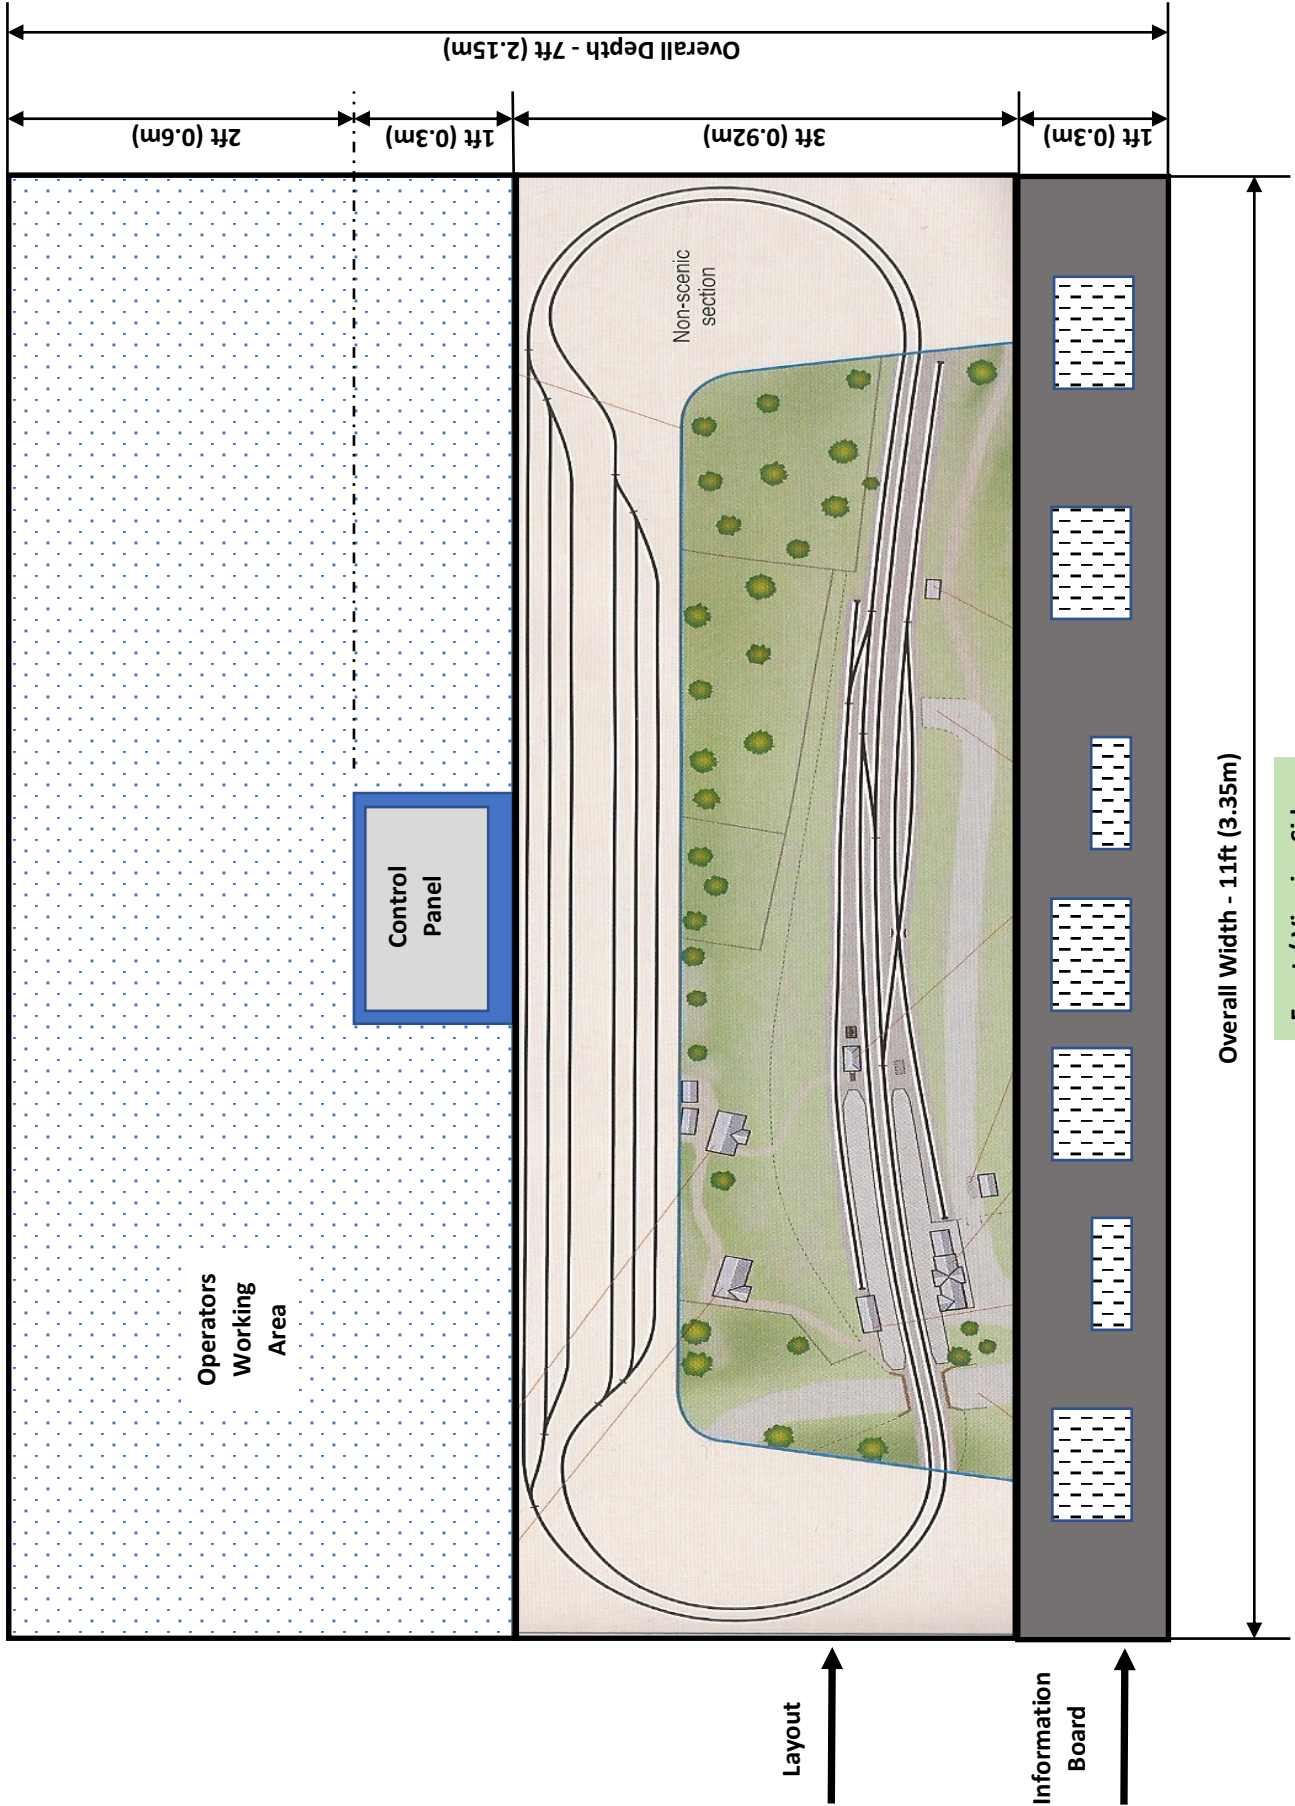 Overall Depth - 7ft (2.15m)
2ft (0.6m)
1ft (0.3m)
3ft (0.92m)
1ft (0.3m)
Operators
Working
Area
Control
Panel
Non-scenic
section
Layout
Information
Board
Overall Width - 11ft (3.35m)